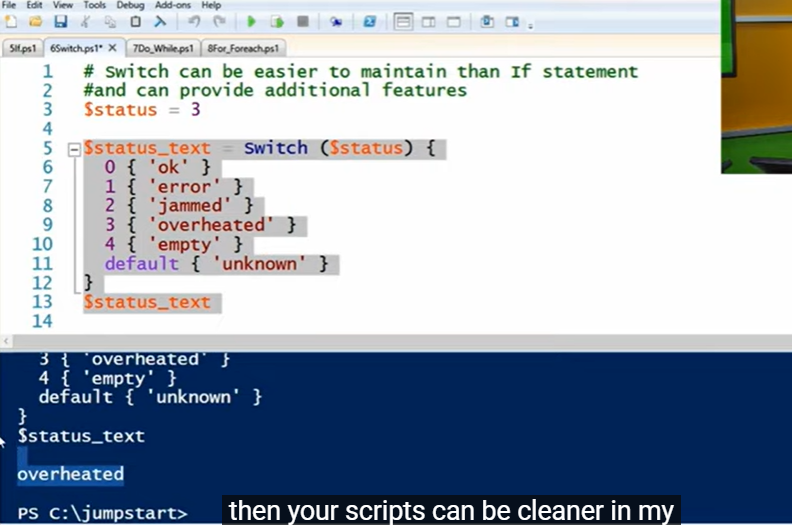 File Edit View Tools Debug Add-ons Help
5If.ps1 6Switch.ps1* X 7Do_While.ps1 8For_Foreach.ps1
1 # Switch can be easier to maintain than If statement
2 #and can provide additional features
3 $status = 3
4
5 $status_text = Switch ($status) {
6 0 { 'ok' }
7 1 { 'error' }
8 2 { 'jammed' }
9 3 { 'overheated' }
10 4 { 'empty' }
11 default { 'unknown' }
12 }
13 $status_text
14
3 { 'overheated' }
4 { 'empty' }
default { 'unknown' }
}
$status_text
overheated
PS C:\jumpstart>
then your scripts can be cleaner in my